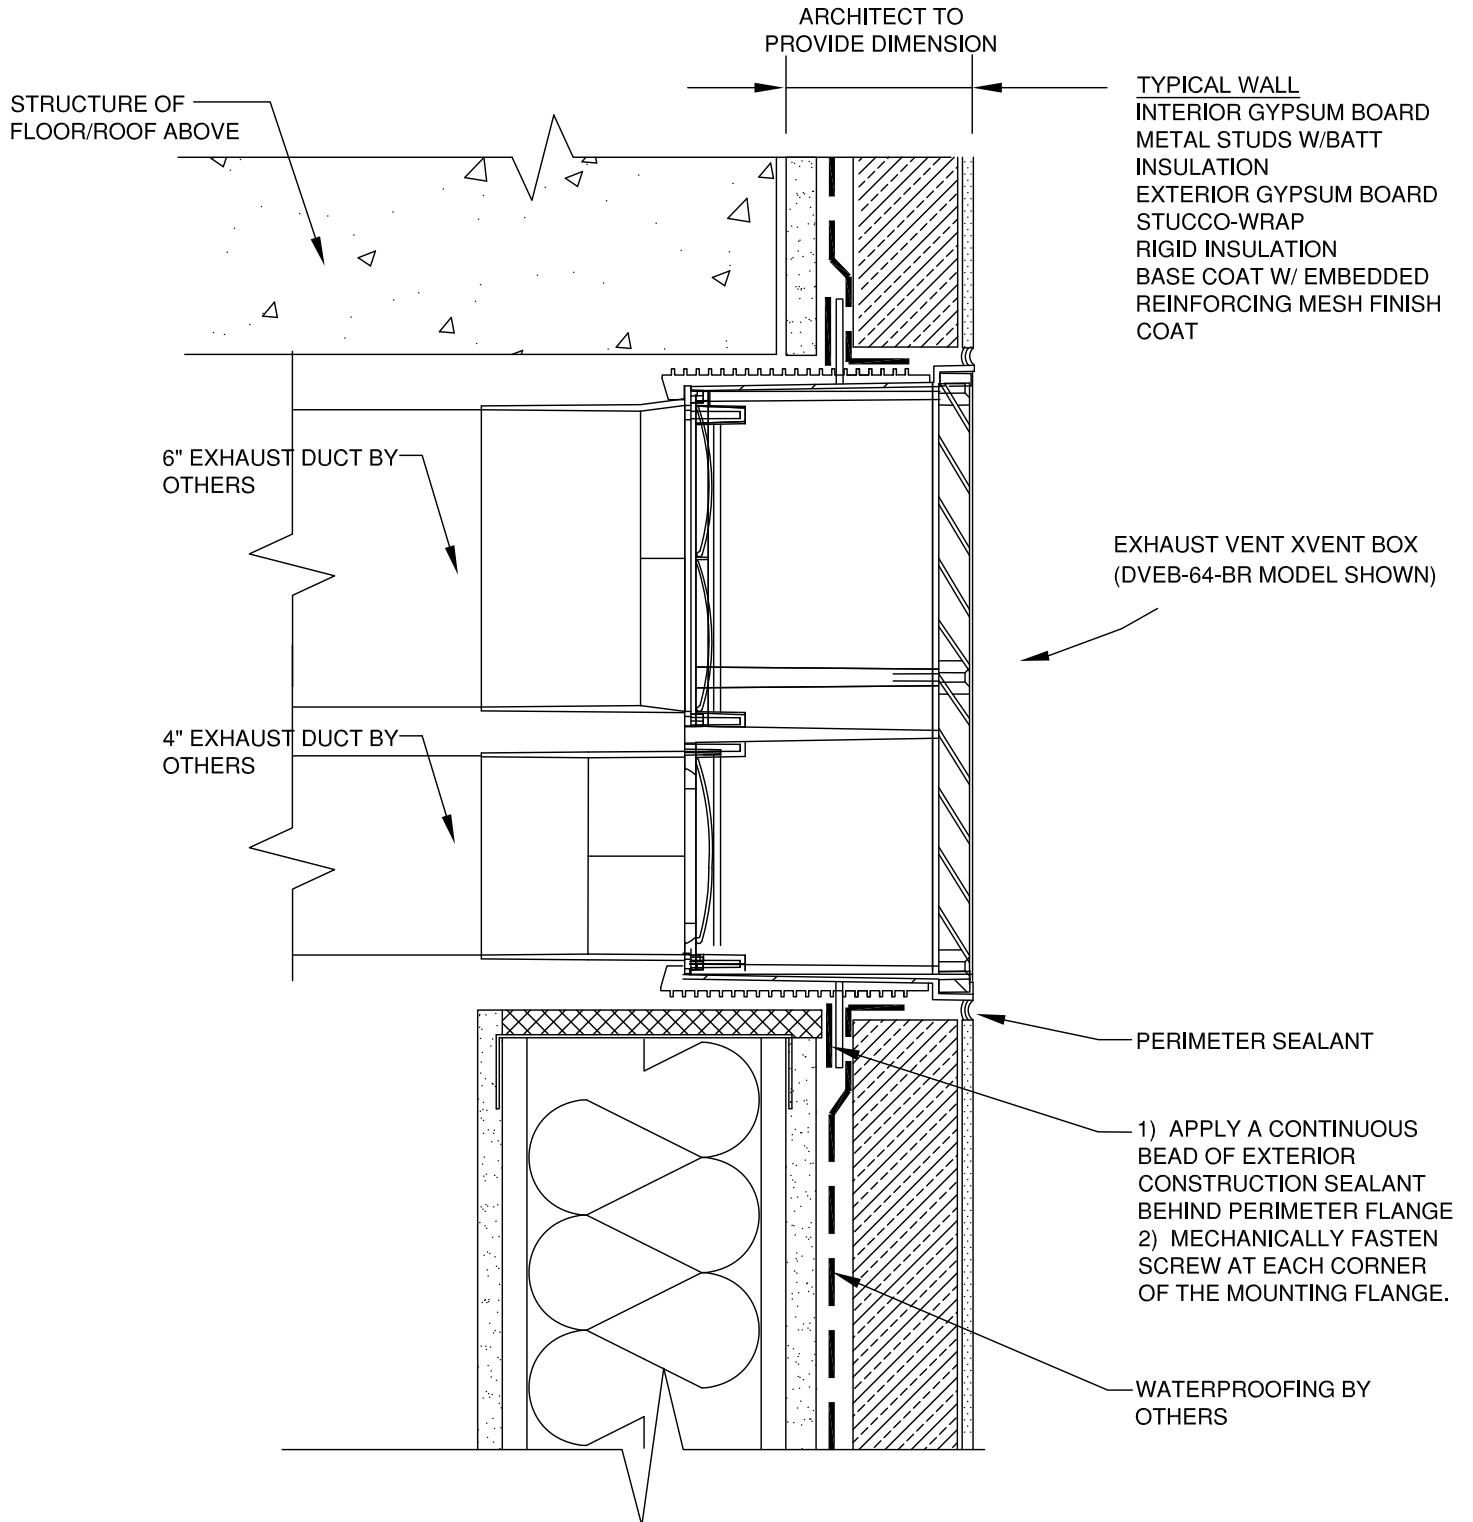 ARCHITECT TO
PROVIDE DIMENSION
STRUCTURE OF
FLOOR/ROOF ABOVE
TYPICAL WALL
INTERIOR GYPSUM BOARD
METAL STUDS W/BATT
INSULATION
EXTERIOR GYPSUM BOARD
STUCCO-WRAP
RIGID INSULATION
BASE COAT W/ EMBEDDED
REINFORCING MESH FINISH
COAT
6" EXHAUST DUCT BY
OTHERS
EXHAUST VENT XVENT BOX
(DVEB-64-BR MODEL SHOWN)
4" EXHAUST DUCT BY
OTHERS
PERIMETER SEALANT
1) APPLY A CONTINUOUS
BEAD OF EXTERIOR
CONSTRUCTION SEALANT
BEHIND PERIMETER FLANGE
2) MECHANICALLY FASTEN
SCREW AT EACH CORNER
OF THE MOUNTING FLANGE.
WATERPROOFING BY
OTHERS